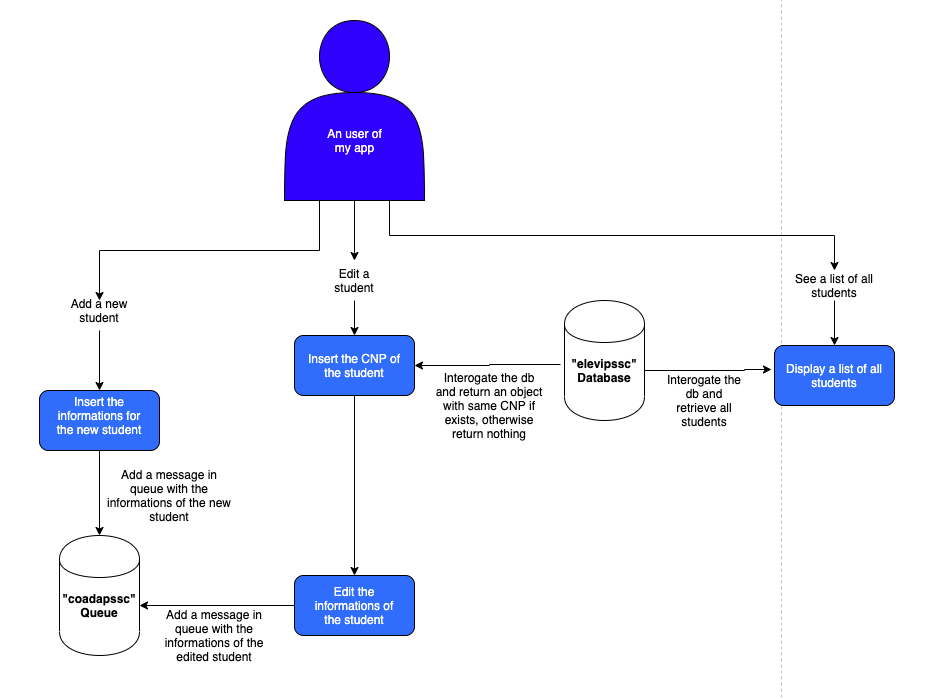 An user of
my app
Edit a
student
See a list of all
students
Add a new
student
Insert the CNP of
the student
"elevipssc"
Database
Display a list of all
students
Interogate the db
and return an object
with same CNP if
exists, otherwise
return nothing
Interogate the
db and
retrieve all
students
Insert the
informations for
the new student
Add a message in
queue with the
informations of the new
student
"coadapssc"
Queue
Edit the
informations of
the student
Add a message in
queue with the
informations of the
edited student